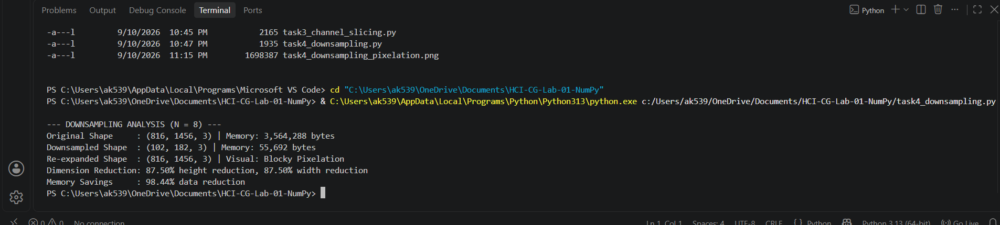 Problems Output Debug Console Terminal Ports Python
-a---l 9/10/2026 10:45 PM 2165 task3_channel_slicing.py
-a---l 9/10/2026 10:47 PM 1935 task4_downsampling.py
-a---l 9/10/2026 11:15 PM 1698387 task4_downsampling_pixelation.png
PS C:\Users\ak539\AppData\Local\Programs\Microsoft VS Code> cd "C:\Users\ak539\OneDrive\Documents\HCI-CG-Lab-01-NumPy"
PS C:\Users\ak539\OneDrive\Documents\HCI-CG-Lab-01-NumPy> & C:\Users\ak539\AppData\Local\Programs\Python\Python313\python.exe c:/Users/ak539/OneDrive/Documents/HCI-CG-Lab-01-NumPy/task4_downsampling.py
--- DOWNSAMPLING ANALYSIS (N = 8) ---
Original Shape : (816, 1456, 3) | Memory: 3,564,288 bytes
Downsampled Shape : (102, 182, 3) | Memory: 55,692 bytes
Re-expanded Shape : (816, 1456, 3) | Visual: Blocky Pixelation
Dimension Reduction: 87.50% height reduction, 87.50% width reduction
Memory Savings : 98.44% data reduction
PS C:\Users\ak539\OneDrive\Documents\HCI-CG-Lab-01-NumPy>
0 0 No connection Ln 1, Col 1 Spaces: 4 UTF-8 CRLF { } Python Python 3.13 (64-bit) Go Live